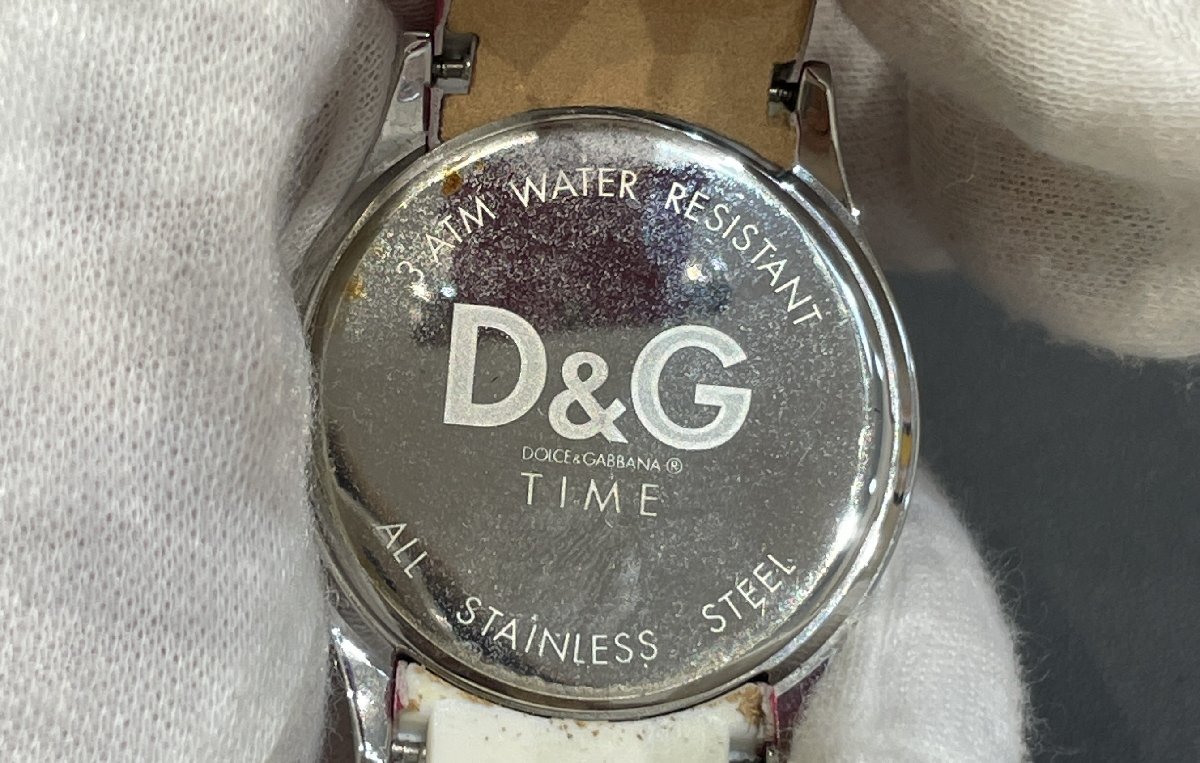 3 ATM WATER RESISTANT
D&G
DOLCE&GABBANA®
TIME
ALL STAINLESS STEEL